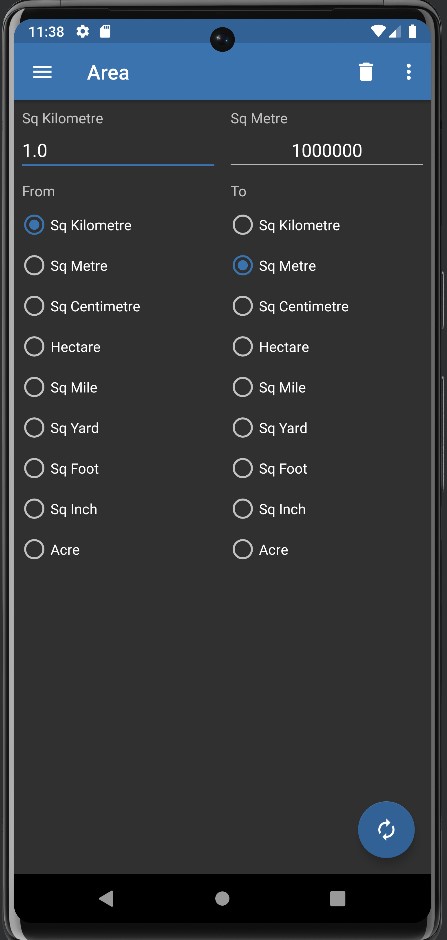 11:38
Area
Sq Kilometre Sq Metre
1.0 1000000
From To
Sq Kilometre Sq Kilometre
Sq Metre Sq Metre
Sq Centimetre Sq Centimetre
Hectare Hectare
Sq Mile Sq Mile
Sq Yard Sq Yard
Sq Foot Sq Foot
Sq Inch Sq Inch
Acre Acre